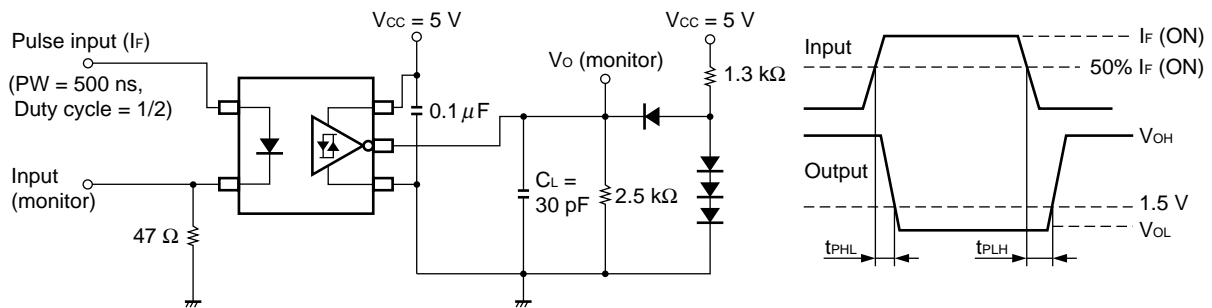 Pulse input (IF)
(PW = 500 ns,
Duty cycle = 1/2)
Input
(monitor)
47 Ω
VCC = 5 V
0.1 μF
VO (monitor)
CL =
30 pF
2.5 kΩ
VCC = 5 V
1.3 kΩ
Input
IF (ON)
50% IF (ON)
Output
VOH
1.5 V
VOL
tPHL
tPLH